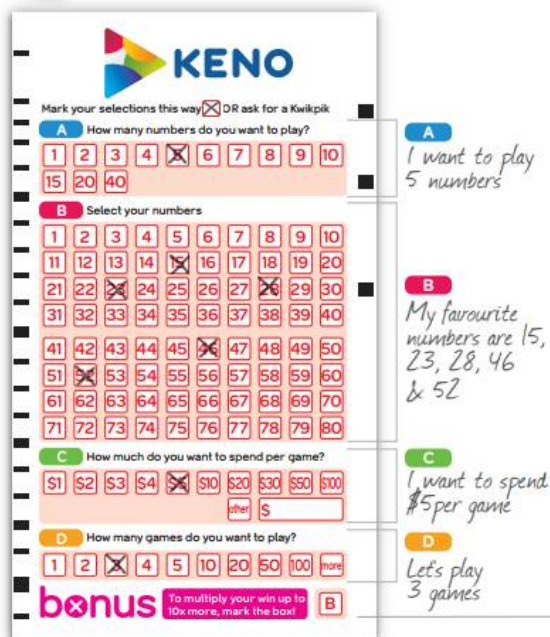 KENO
Mark your selections this way X OR ask for a Kwikpik
A How many numbers do you want to play?
1 2 3 4 5 6 7 8 9 10
15 20 40
B Select your numbers
1 2 3 4 5 6 7 8 9 10
11 12 13 14 15 16 17 18 19 20
21 22 23 24 25 26 27 28 29 30
31 32 33 34 35 36 37 38 39 40
41 42 43 44 45 46 47 48 49 50
51 52 53 54 55 56 57 58 59 60
61 62 63 64 65 66 67 68 69 70
71 72 73 74 75 76 77 78 79 80
C How much do you want to spend per game?
$1 $2 $3 $4 $5 $10 $20 $30 $50 $100
other $
D How many games do you want to play?
1 2 3 4 5 10 20 50 100 more
bonus
To multiply your win up to
10x more, mark the box!
B
A
I want to play
5 numbers
B
My favourite
numbers are 15,
23, 28, 46
& 52
C
I want to spend
$5 per game
D
Let's play
3 games